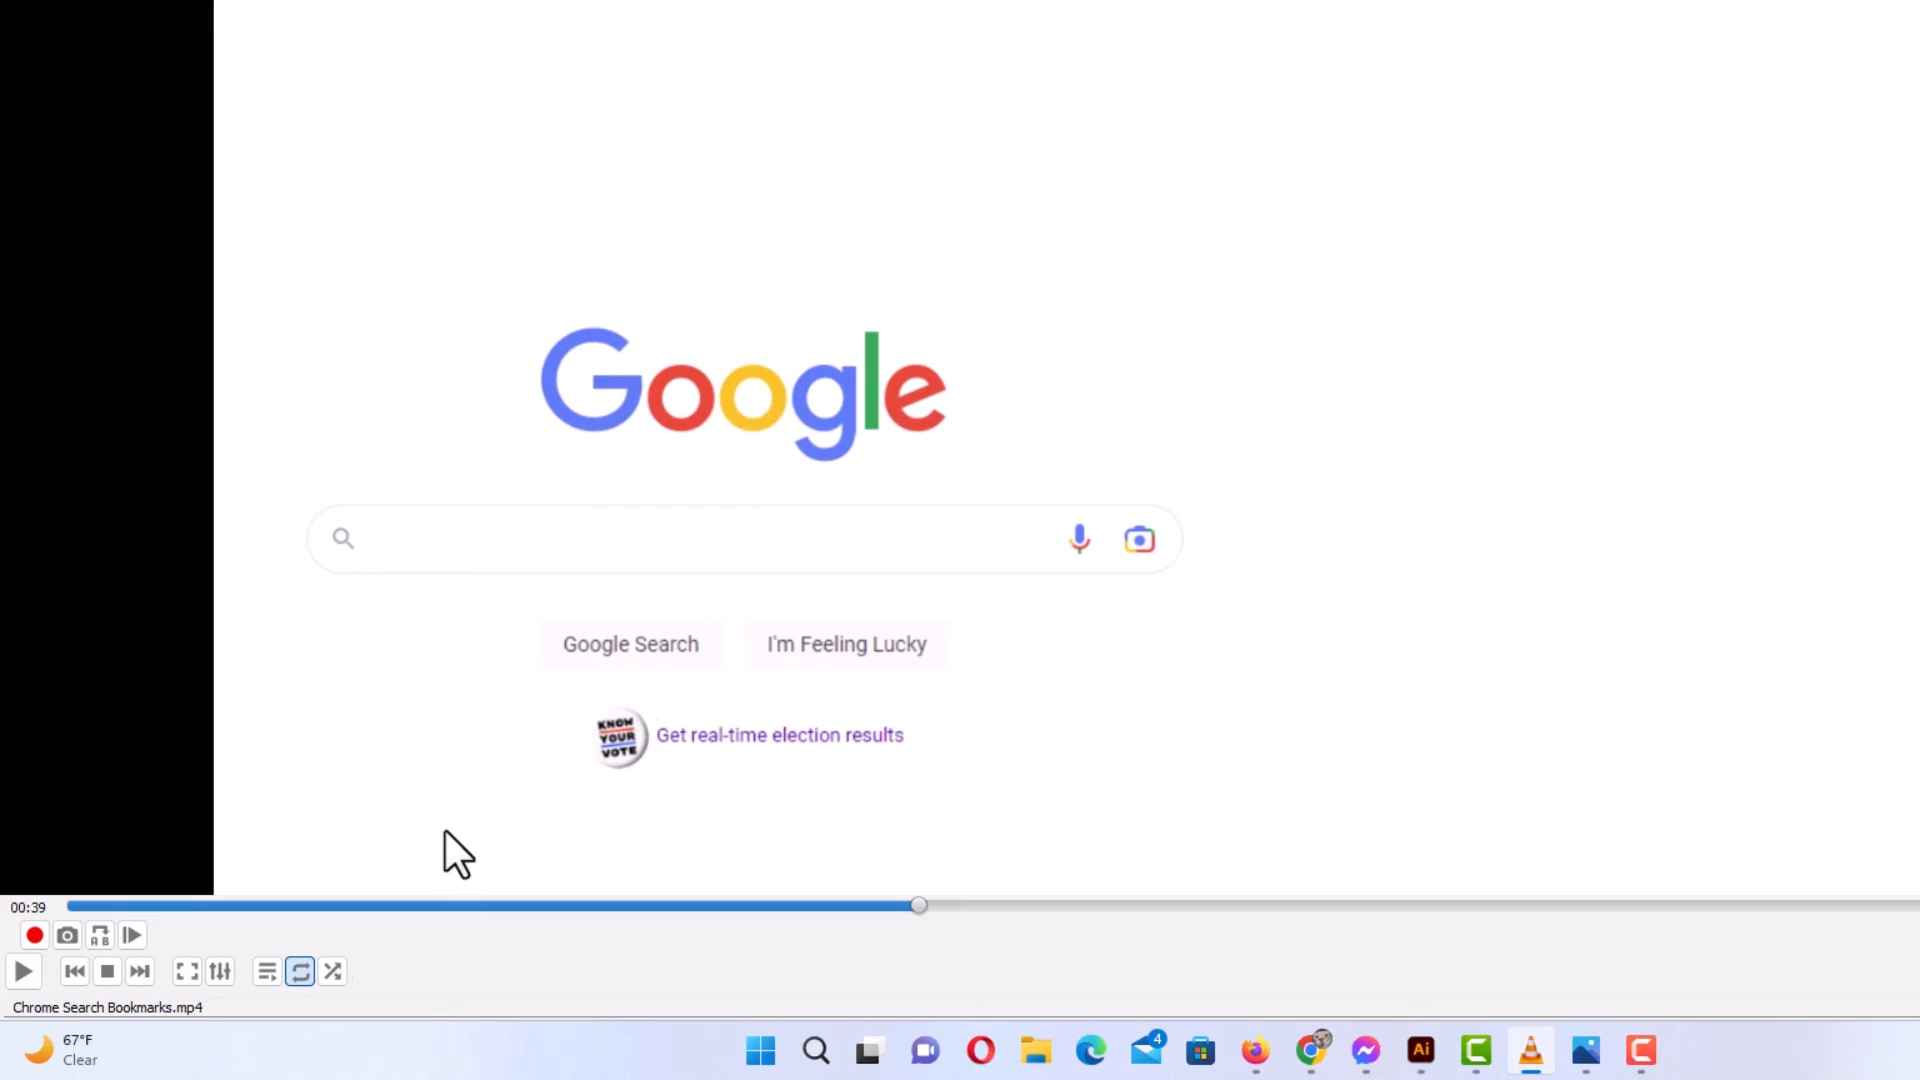 Google
Google Search
I'm Feeling Lucky
KNOW
YOUR
VOTE
Get real-time election results
00:39
A B
Chrome Search Bookmarks.mp4
67°F
Clear
4
Ai